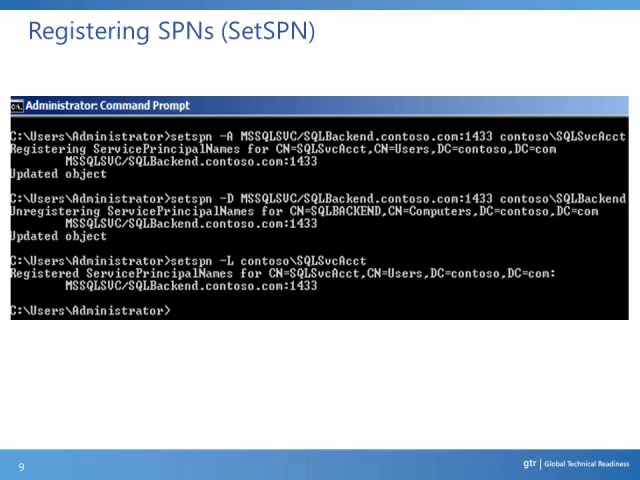 Registering SPNs (SetSPN)
Administrator: Command Prompt
C:\Users\Administrator>setspn -A MSSQLSVC/SQLBackend.contoso.com:1433 contoso\SQLSvcAcct
Registering ServicePrincipalNames for CN=SQLSvcAcct,CN=Users,DC=contoso,DC=com
MSSQLSVC/SQLBackend.contoso.com:1433
Updated object
C:\Users\Administrator>setspn -D MSSQLSVC/SQLBackend.contoso.com:1433 contoso\SQLBackend
Unregistering ServicePrincipalNames for CN=SQLBACKEND,CN=Computers,DC=contoso,DC=com
MSSQLSVC/SQLBackend.contoso.com:1433
Updated object
C:\Users\Administrator>setspn -L contoso\SQLSvcAcct
Registered ServicePrincipalNames for CN=SQLSvcAcct,CN=Users,DC=contoso,DC=com:
MSSQLSVC/SQLBackend.contoso.com:1433
C:\Users\Administrator>
9
gtr | Global Technical Readiness